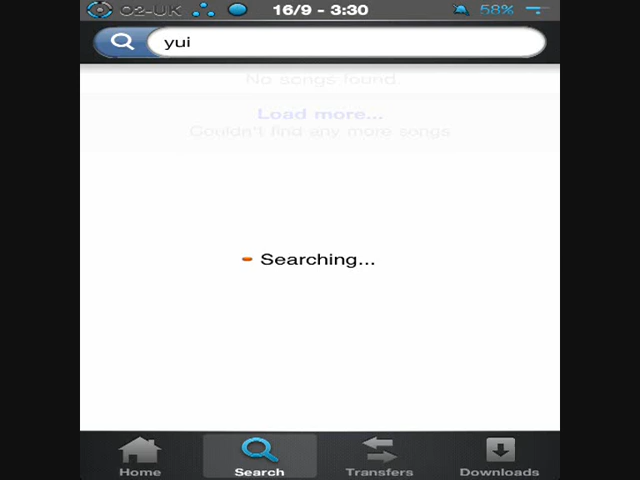 O2-UK 16/9 - 3:30 58%
yui
No songs found
Load more...
Couldn't find any more songs
Searching...
Home Search Transfers Downloads